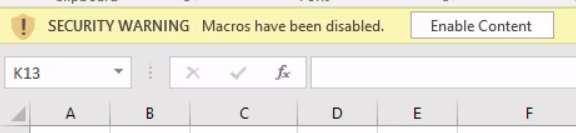 SECURITY WARNING Macros have been disabled. Enable Content
K13 fx
A B C D E F